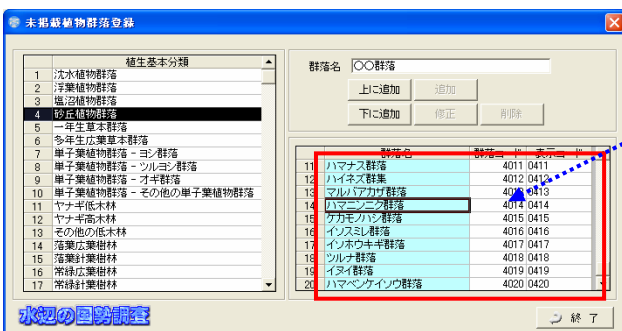 未掲載植物群落登録
植生基本分類
1 沈水植物群落
2 浮葉植物群落
3 塩沼植物群落
4 砂丘植物群落
5 一年生草本群落
6 多年生広葉草本群落
7 単子葉植物群落 - ヨシ群落
8 単子葉植物群落 - ツルヨシ群落
9 単子葉植物群落 - オギ群落
10 単子葉植物群落 - その他の単子葉植物群落
11 ヤナギ低木林
12 ヤナギ高木林
13 その他の低木林
14 落葉広葉樹林
15 落葉針葉樹林
16 常緑広葉樹林
17 常緑針葉樹林
群落名 〇〇群落
上に追加 追加
下に追加 修正 削除
群落名 群落コード 表示コード
11 ハマナス群落 4011 0411
12 ハイネズ群集 4012 0412
13 マルバアカザ群落 0413
14 ハマニンニク群落 4014 0414
15 ケカモノハシ群落 4015 0415
16 イソスミレ群落 4016 0416
17 イソホウキギ群落 4017 0417
18 ツルナ群落 4018 0418
19 イヌイ群落 4019 0419
20 ハマベンケイソウ群落 4020 0420
水辺の国勢調査
終 了